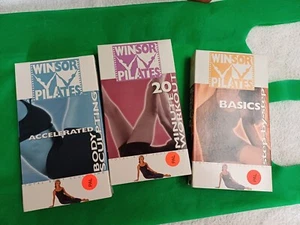 WINSOR
PILATES
ACCELERATED
BODY
SCULPTING
WINSOR
PILATES
20
MINUTE
WORKOUT
WINSOR
PILATES
BASICS